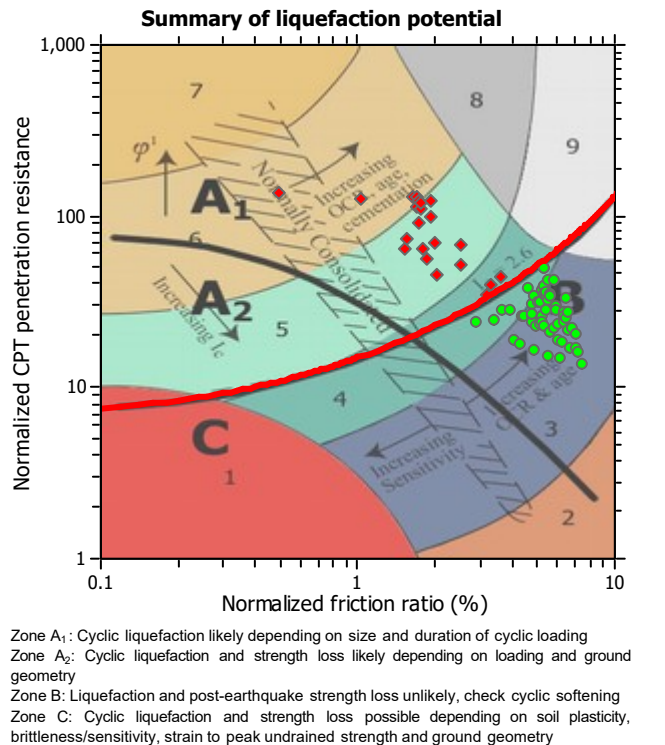 Summary of liquefaction potential
Normalized CPT penetration resistance
1,000
100
10
1
7
8
9
φ'
A1
Normally Consolidated
Increasing
OCR, age,
cementation
6
A2
Increasing Ic
5
Ic = 2.6
B
4
Increasing
OCR & age
C
1
Increasing
Sensitivity
3
2
0.1
1
10
Normalized friction ratio (%)
Zone A1: Cyclic liquefaction likely depending on size and duration of cyclic loading
Zone A2: Cyclic liquefaction and strength loss likely depending on loading and ground
geometry
Zone B: Liquefaction and post-earthquake strength loss unlikely, check cyclic softening
Zone C: Cyclic liquefaction and strength loss possible depending on soil plasticity,
brittleness/sensitivity, strain to peak undrained strength and ground geometry